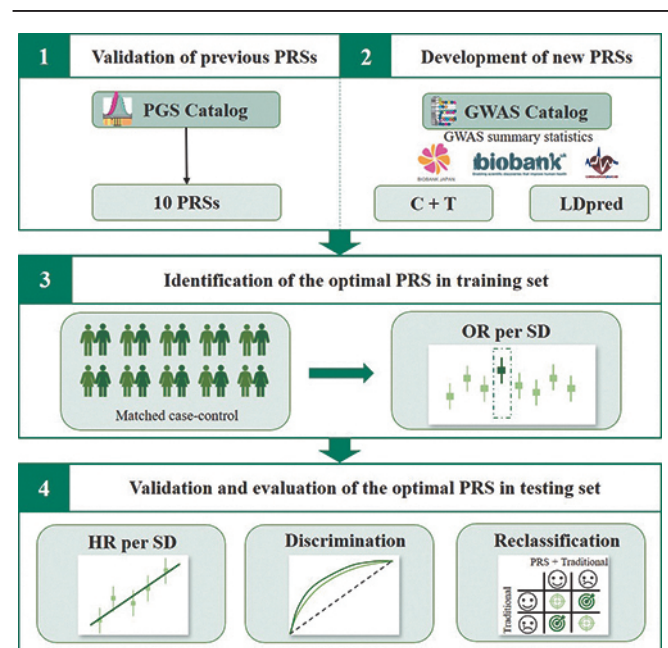 1
Validation of previous PRSs
2
Development of new PRSs
PGS Catalog
10 PRSs
GWAS Catalog
GWAS summary statistics
BIOBANK JAPAN
biobank uk
C + T
LDpred
3
Identification of the optimal PRS in training set
Matched case-control
OR per SD
4
Validation and evaluation of the optimal PRS in testing set
HR per SD
Discrimination
Reclassification
PRS + Traditional
Traditional